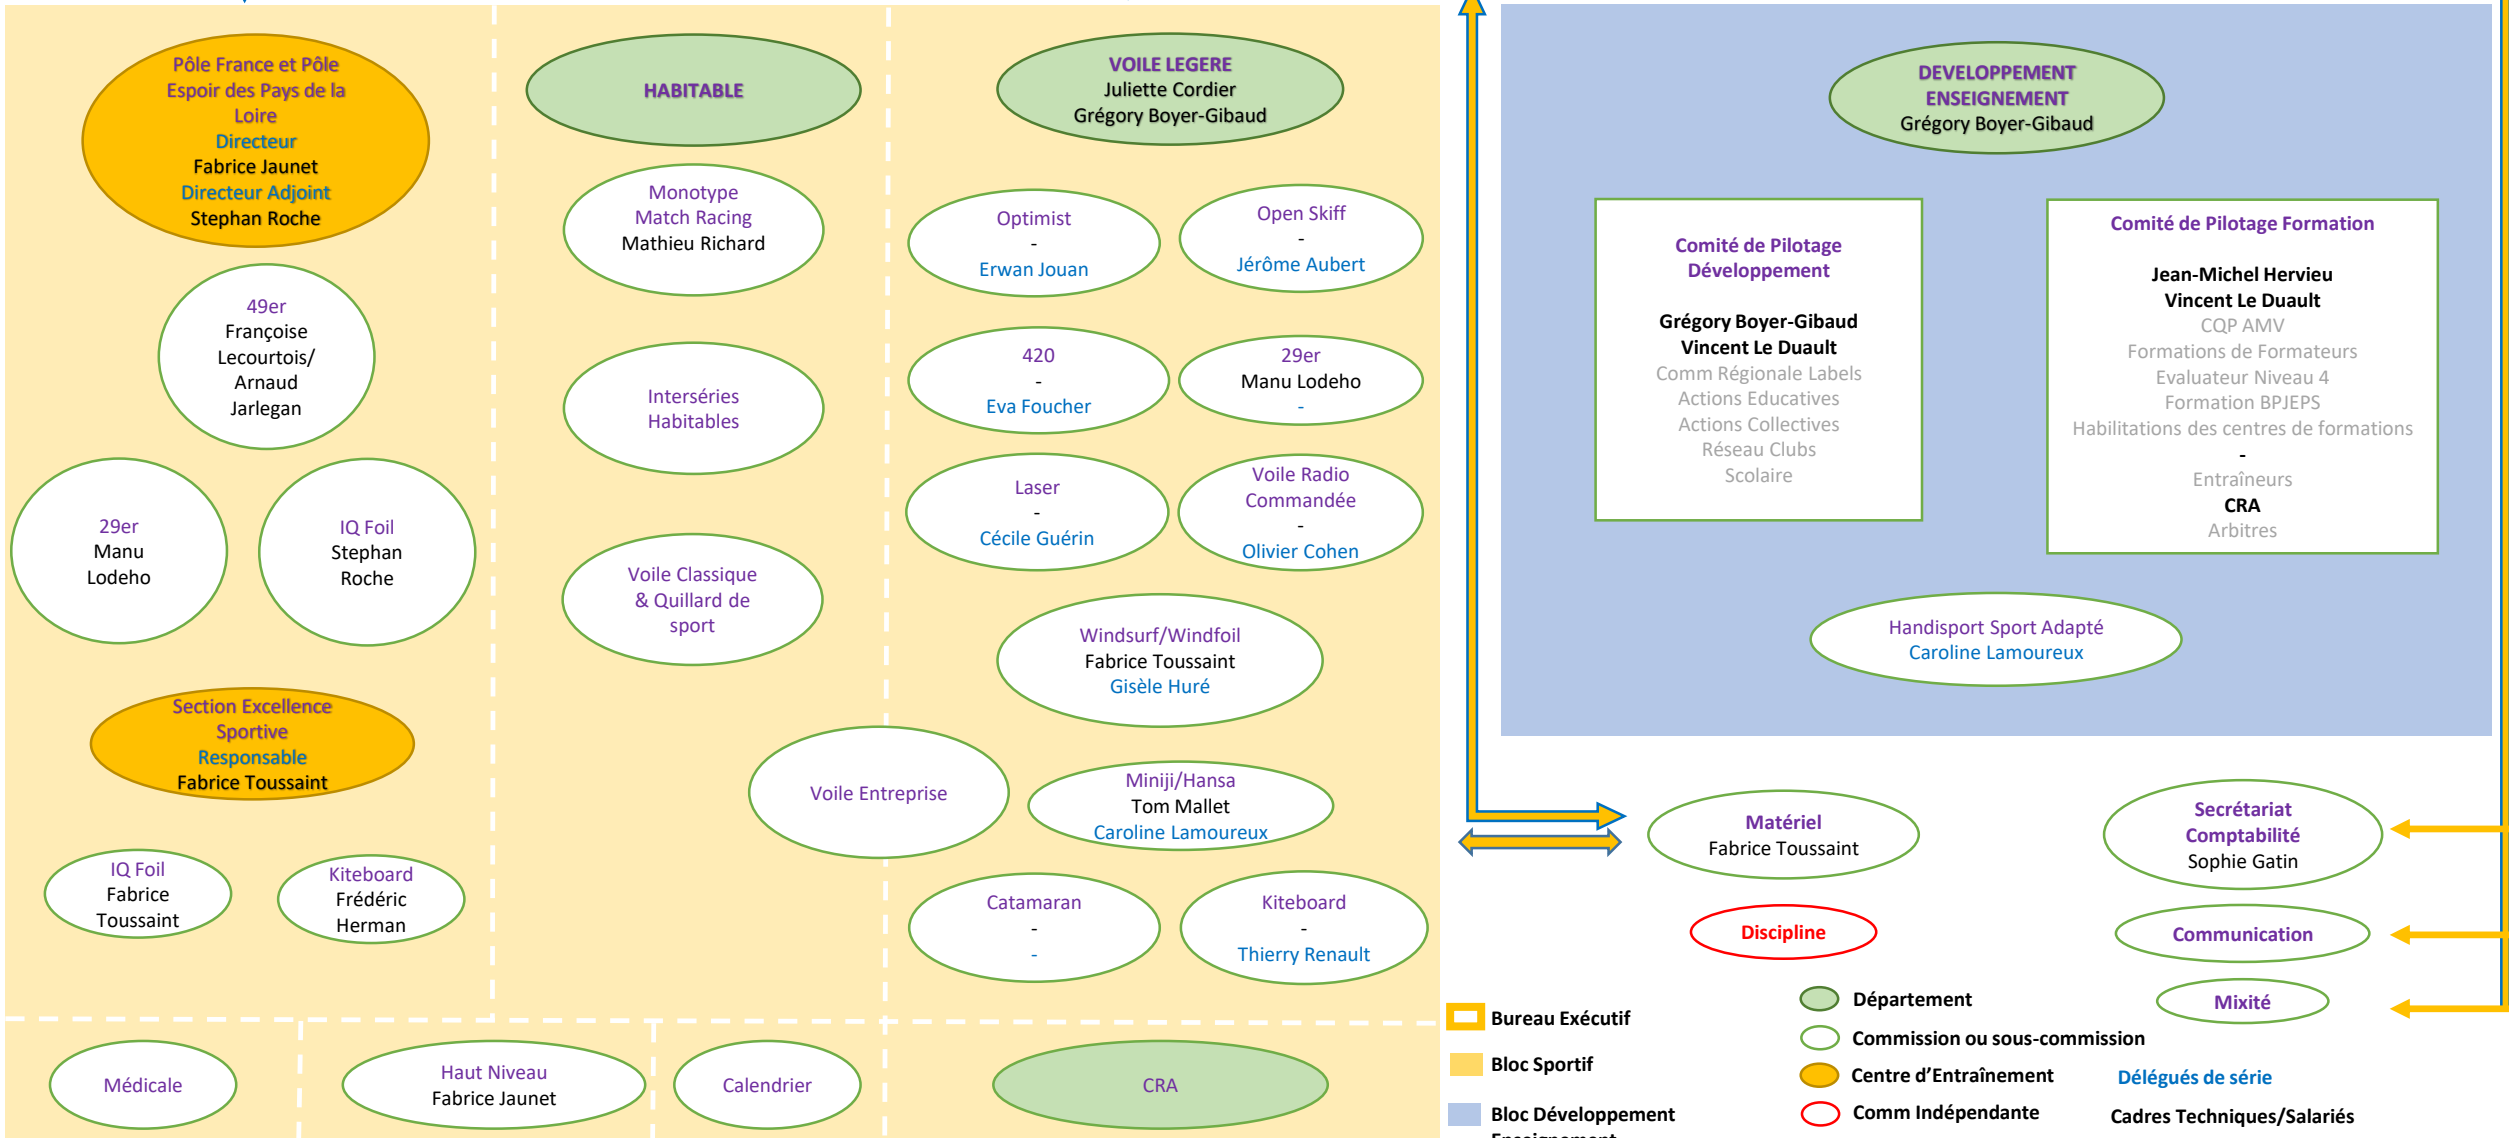 Pôle France et Pôle
Espoir des Pays de la
Loire
Directeur
Fabrice Jaunet
Directeur Adjoint
Stephan Roche
49er
Françoise
Lecourtois/
Arnaud
Jarlegan
29er
Manu
Lodeho
IQ Foil
Stephan
Roche
Section Excellence
Sportive
Responsable
Fabrice Toussaint
IQ Foil
Fabrice
Toussaint
Kiteboard
Frédéric
Herman
HABITABLE
Monotype
Match Racing
Mathieu Richard
Interséries
Habitables
Voile Classique
& Quillard de
sport
Voile Entreprise
VOILE LEGERE
Juliette Cordier
Grégory Boyer-Gibaud
Optimist
-
Erwan Jouan
Open Skiff
-
Jérôme Aubert
420
-
Eva Foucher
29er
Manu Lodeho
-
Laser
-
Cécile Guérin
Voile Radio
Commandée
-
Olivier Cohen
Windsurf/Windfoil
Fabrice Toussaint
Gisèle Huré
Miniji/Hansa
Tom Mallet
Caroline Lamoureux
Catamaran
-
-
Kiteboard
-
Thierry Renault
Médicale
Haut Niveau
Fabrice Jaunet
Calendrier
CRA
DEVELOPPEMENT
ENSEIGNEMENT
Grégory Boyer-Gibaud
Comité de Pilotage
Développement
Grégory Boyer-Gibaud
Vincent Le Duault
Comm Régionale Labels
Actions Educatives
Actions Collectives
Réseau Clubs
Scolaire
Comité de Pilotage Formation
Jean-Michel Hervieu
Vincent Le Duault
CQP AMV
Formations de Formateurs
Evaluateur Niveau 4
Formation BPJEPS
Habilitations des centres de formations
-
Entraîneurs
CRA
Arbitres
Handisport Sport Adapté
Caroline Lamoureux
Matériel
Fabrice Toussaint
Secrétariat
Comptabilité
Sophie Gatin
Discipline
Communication
Mixité
Bureau Exécutif
Bloc Sportif
Bloc Développement
Enseignement
Département
Commission ou sous-commission
Centre d'Entraînement
Comm Indépendante
Délégués de série
Cadres Techniques/Salariés